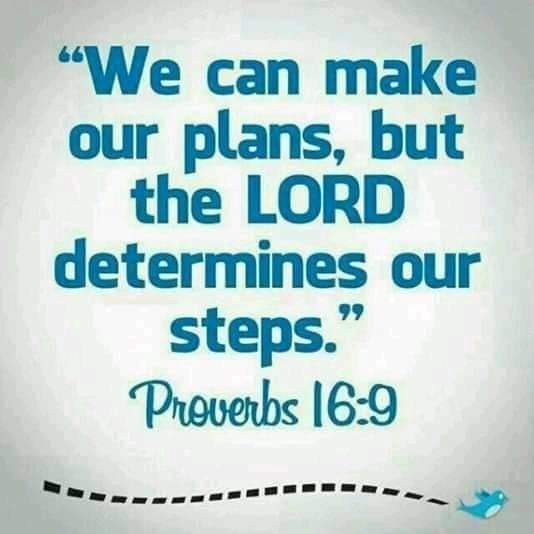 “We can make
our plans, but
the LORD
determines our
steps.”
Proverbs 16:9